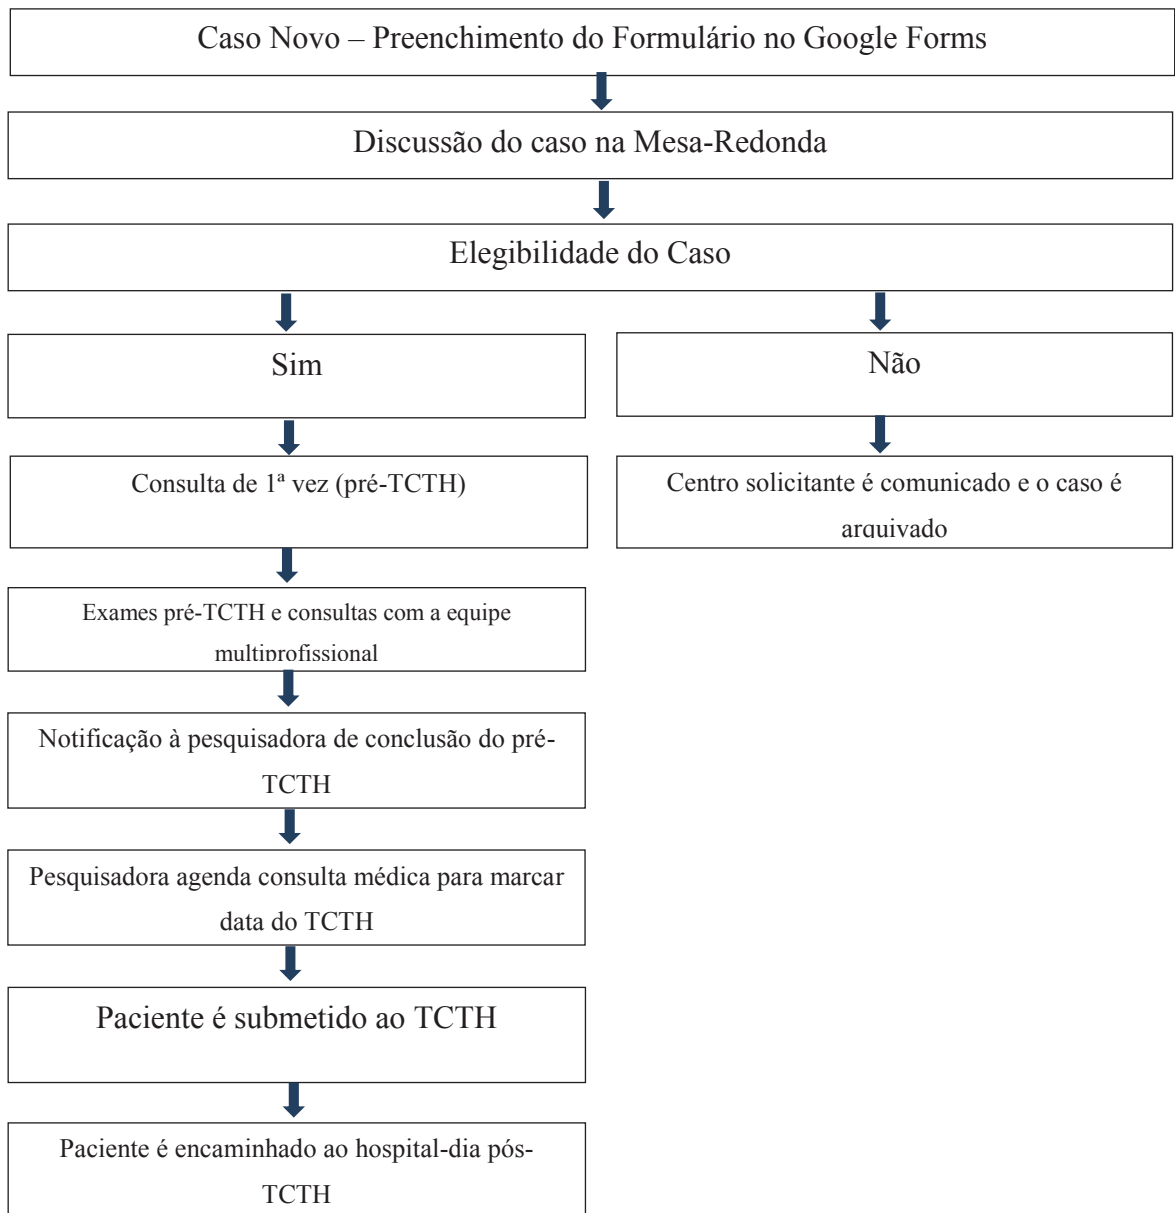 Caso Novo – Preenchimento do Formulário no Google Forms
Discussão do caso na Mesa-Redonda
Elegibilidade do Caso
Sim
Não
Consulta de 1ª vez (pré-TCTH)
Centro solicitante é comunicado e o caso é
arquivado
Exames pré-TCTH e consultas com a equipe
multiprofissional
Notificação à pesquisadora de conclusão do pré-
TCTH
Pesquisadora agenda consulta médica para marcar
data do TCTH
Paciente é submetido ao TCTH
Paciente é encaminhado ao hospital-dia pós-
TCTH